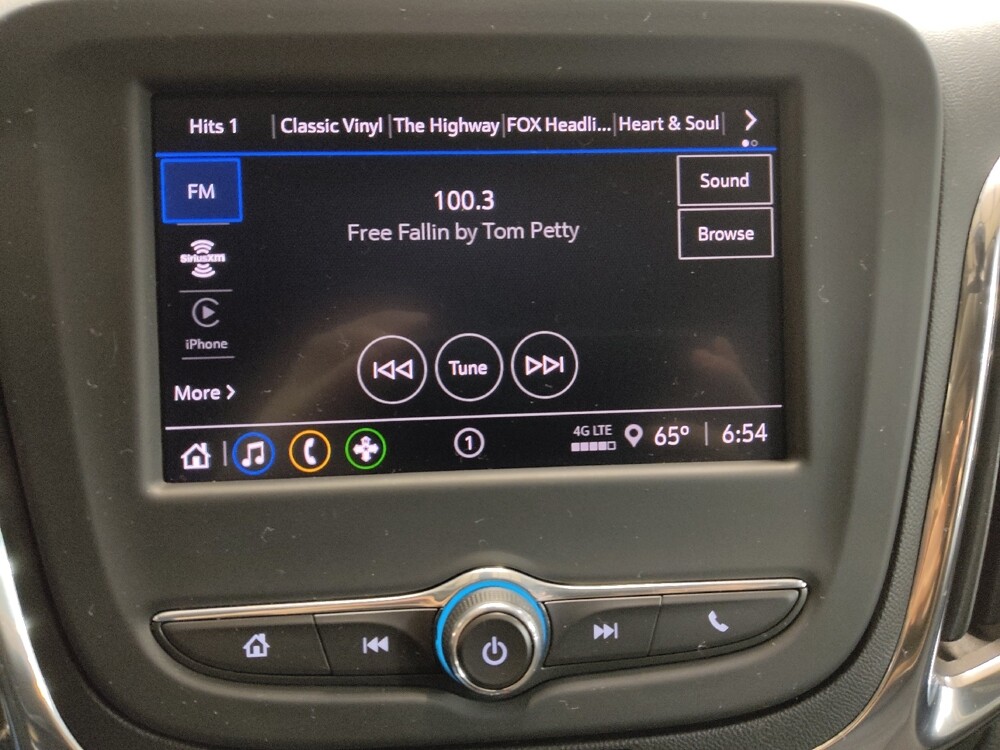 Hits 1 | Classic Vinyl | The Highway | FOX Headli... | Heart & Soul |
FM
100.3
Sound
Free Fallin by Tom Petty
Browse
SiriusXM
iPhone
Tune
More
1
4G LTE
65° | 6:54